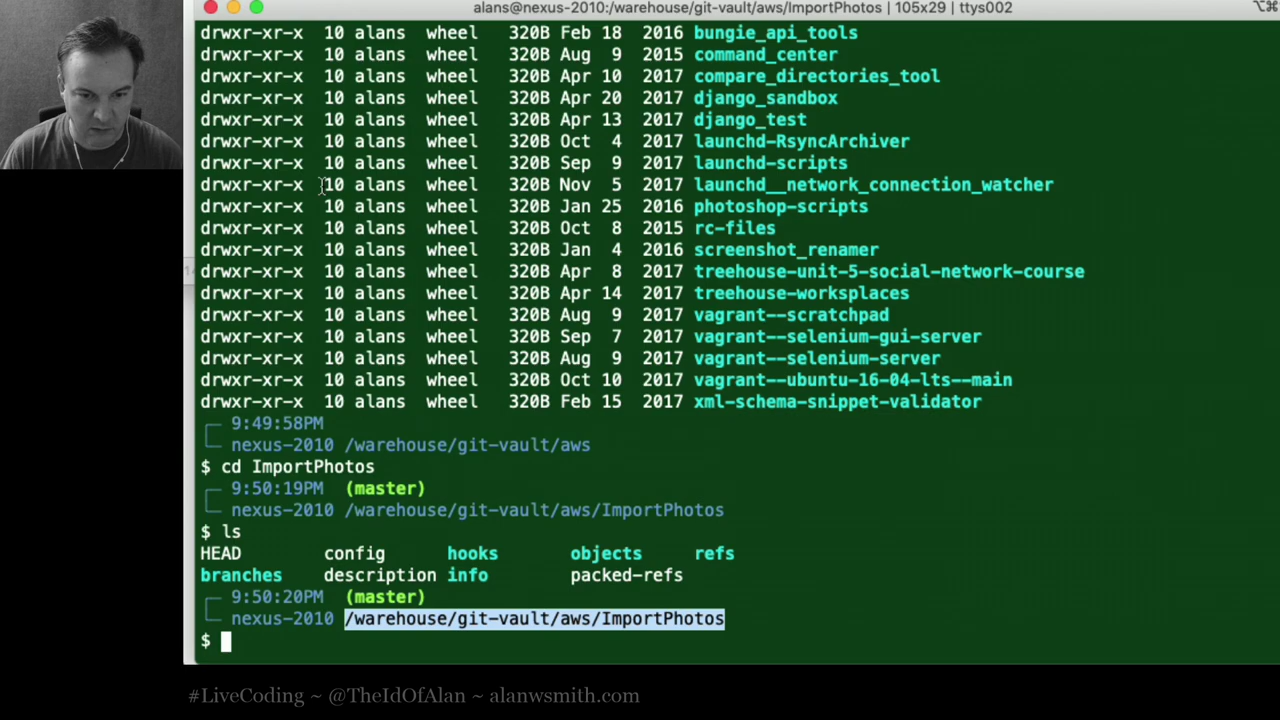 alans@nexus-2010:/warehouse/git-vault/aws/ImportPhotos | 105x29 | ttys002
⌥⌘
drwxr-xr-x  10 alans  wheel   320B Feb 18  2016 bungie_api_tools
drwxr-xr-x  10 alans  wheel   320B Aug  9  2015 command_center
drwxr-xr-x  10 alans  wheel   320B Apr 10  2017 compare_directories_tool
drwxr-xr-x  10 alans  wheel   320B Apr 20  2017 django_sandbox
drwxr-xr-x  10 alans  wheel   320B Apr 13  2017 django_test
drwxr-xr-x  10 alans  wheel   320B Oct  4  2017 launchd-RsyncArchiver
drwxr-xr-x  10 alans  wheel   320B Sep  9  2017 launchd-scripts
drwxr-xr-x  10 alans  wheel   320B Nov  5  2017 launchd__network_connection_watcher
drwxr-xr-x  10 alans  wheel   320B Jan 25  2016 photoshop-scripts
drwxr-xr-x  10 alans  wheel   320B Oct  8  2015 rc-files
drwxr-xr-x  10 alans  wheel   320B Jan  4  2016 screenshot_renamer
drwxr-xr-x  10 alans  wheel   320B Apr  8  2017 treehouse-unit-5-social-network-course
drwxr-xr-x  10 alans  wheel   320B Apr 14  2017 treehouse-worksplaces
drwxr-xr-x  10 alans  wheel   320B Aug  9  2017 vagrant--scratchpad
drwxr-xr-x  10 alans  wheel   320B Sep  7  2017 vagrant--selenium-gui-server
drwxr-xr-x  10 alans  wheel   320B Aug  9  2017 vagrant--selenium-server
drwxr-xr-x  10 alans  wheel   320B Oct 10  2017 vagrant--ubuntu-16-04-lts--main
drwxr-xr-x  10 alans  wheel   320B Feb 15  2017 xml-schema-snippet-validator
9:49:58PM
nexus-2010 /warehouse/git-vault/aws
$ cd ImportPhotos
9:50:19PM  (master)
nexus-2010 /warehouse/git-vault/aws/ImportPhotos
$ ls
HEAD        config      hooks       objects     refs
branches    description info        packed-refs
9:50:20PM  (master)
nexus-2010 /warehouse/git-vault/aws/ImportPhotos
$
#LiveCoding ~ @TheIdOfAlan ~ alanwsmith.com